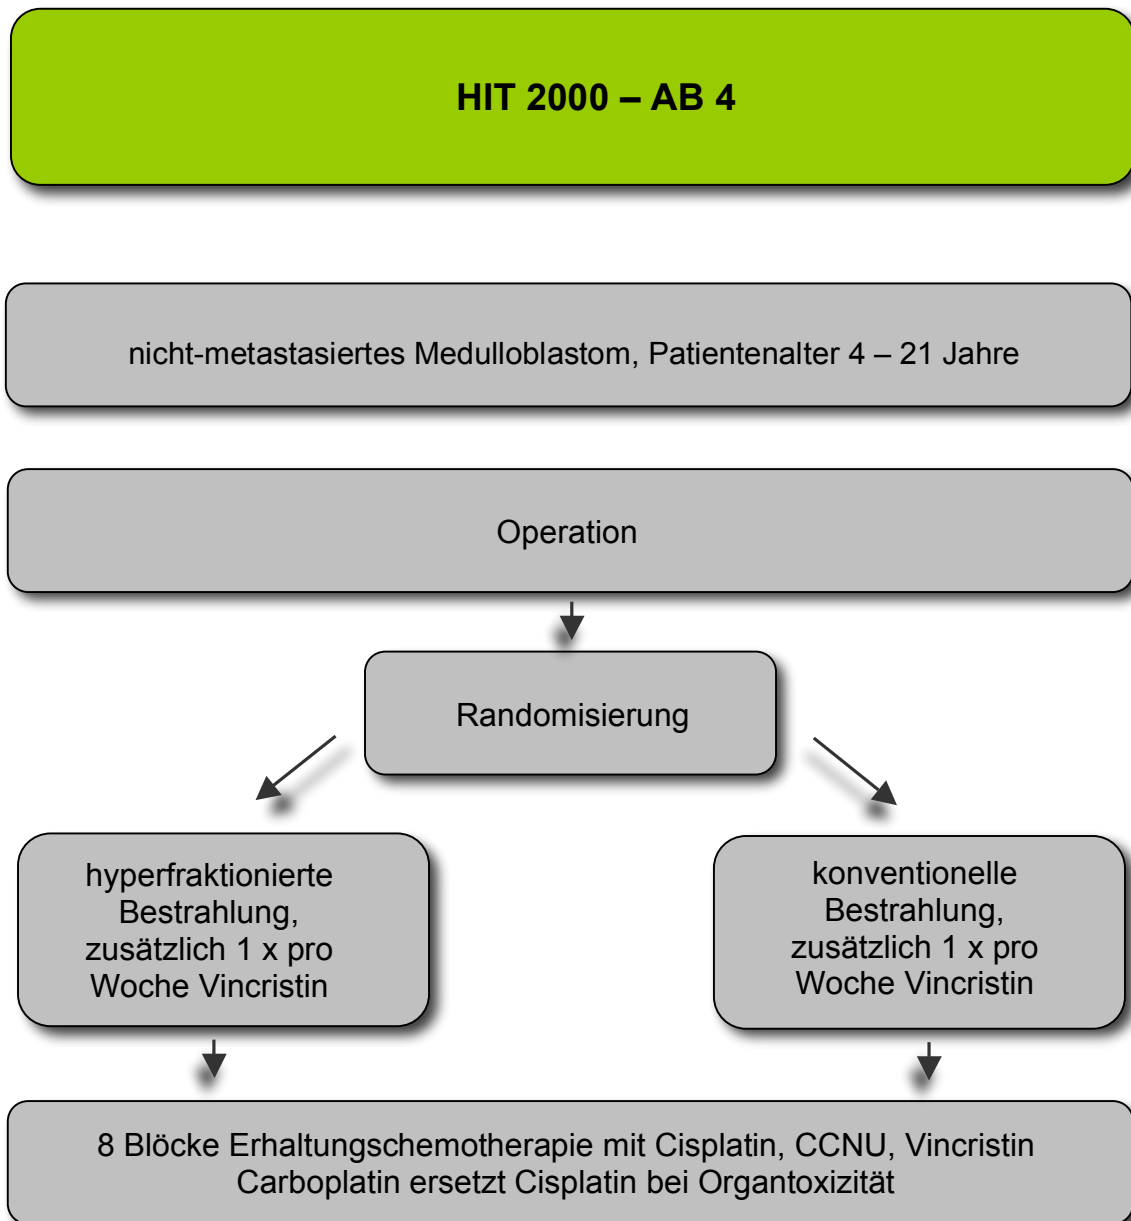 HIT 2000 – AB 4
nicht-metastasiertes Medulloblastom, Patientenalter 4 – 21 Jahre
Operation
Randomisierung
hyperfraktionierte
Bestrahlung,
zusätzlich 1 x pro
Woche Vincristin
konventionelle
Bestrahlung,
zusätzlich 1 x pro
Woche Vincristin
8 Blöcke Erhaltungschemotherapie mit Cisplatin, CCNU, Vincristin
Carboplatin ersetzt Cisplatin bei Organtoxizität